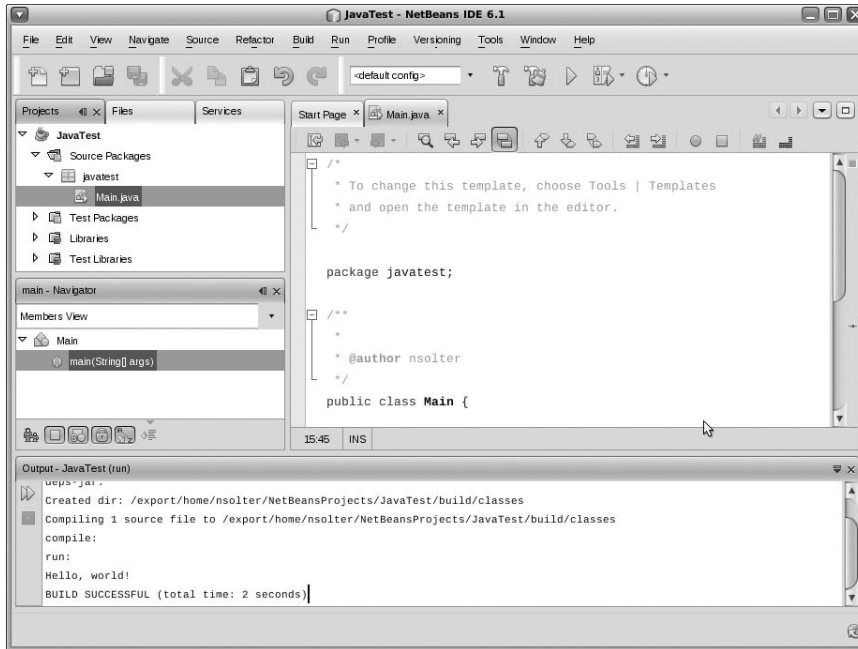 JavaTest - NetBeans IDE 6.1
File Edit View Navigate Source Refactor Build Run Profile Versioning Tools Window Help
<default config>
Projects Files Services
JavaTest
Source Packages
javatest
Main.java
Test Packages
Libraries
Test Libraries
main - Navigator
Members View
Main
main(String[] args)
Start Page Main.java
/*
* To change this template, choose Tools | Templates
* and open the template in the editor.
*/
package javatest;
/**
*
* @author nsolter
*/
public class Main {
15:45 INS
Output - JavaTest (run)
deps-jar:
Created dir: /export/home/nsolter/NetBeansProjects/JavaTest/build/classes
Compiling 1 source file to /export/home/nsolter/NetBeansProjects/JavaTest/build/classes
compile:
run:
Hello, world!
BUILD SUCCESSFUL (total time: 2 seconds)